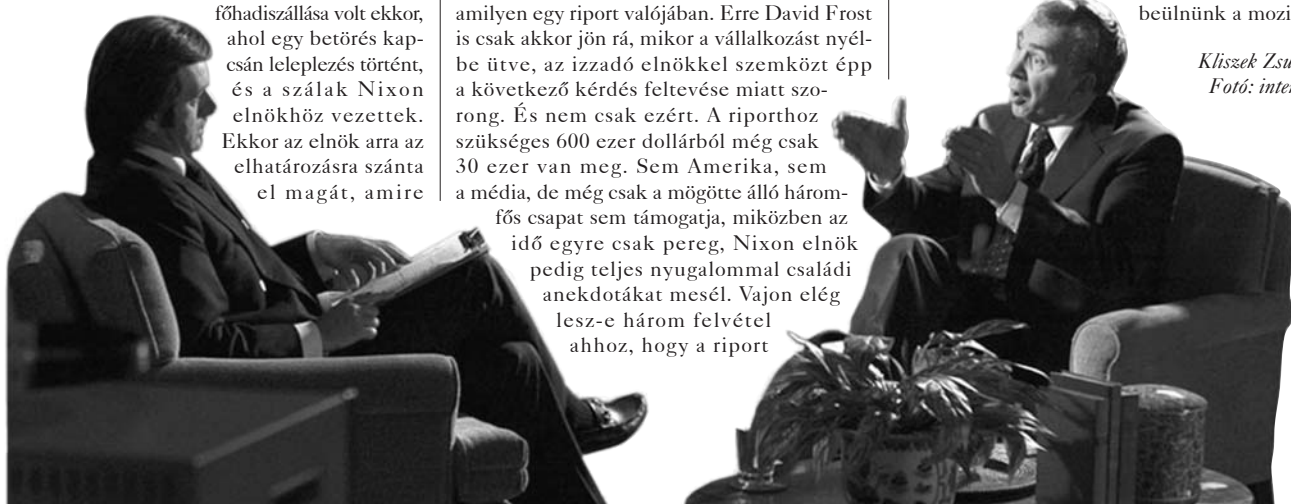 főhadiszállása volt ekkor,
ahol egy betörés kap-
csán leleplezés történt,
és a szálak Nixon
elnökhöz vezettek.
Ekkor az elnök arra az
elhatározásra szánta
el magát, amire
amilyen egy riport valójában. Erre David Frost
is csak akkor jön rá, mikor a vállalkozást nyél-
be ütve, az izzadó elnökkel szemközt épp
a következő kérdés feltevése miatt szo-
rong. És nem csak ezért. A riporthoz
szükséges 600 ezer dollárból még csak
30 ezer van meg. Sem Amerika, sem
a média, de még csak a mögötte álló három-
fős csapat sem támogatja, miközben az
idő egyre csak pereg, Nixon elnök
pedig teljes nyugalommal családi
anekdotákat mesél. Vajon elég
lesz-e három felvétel
ahhoz, hogy a riport
beülnünk a mozi
Kliszek Zsu
Fotó: inter